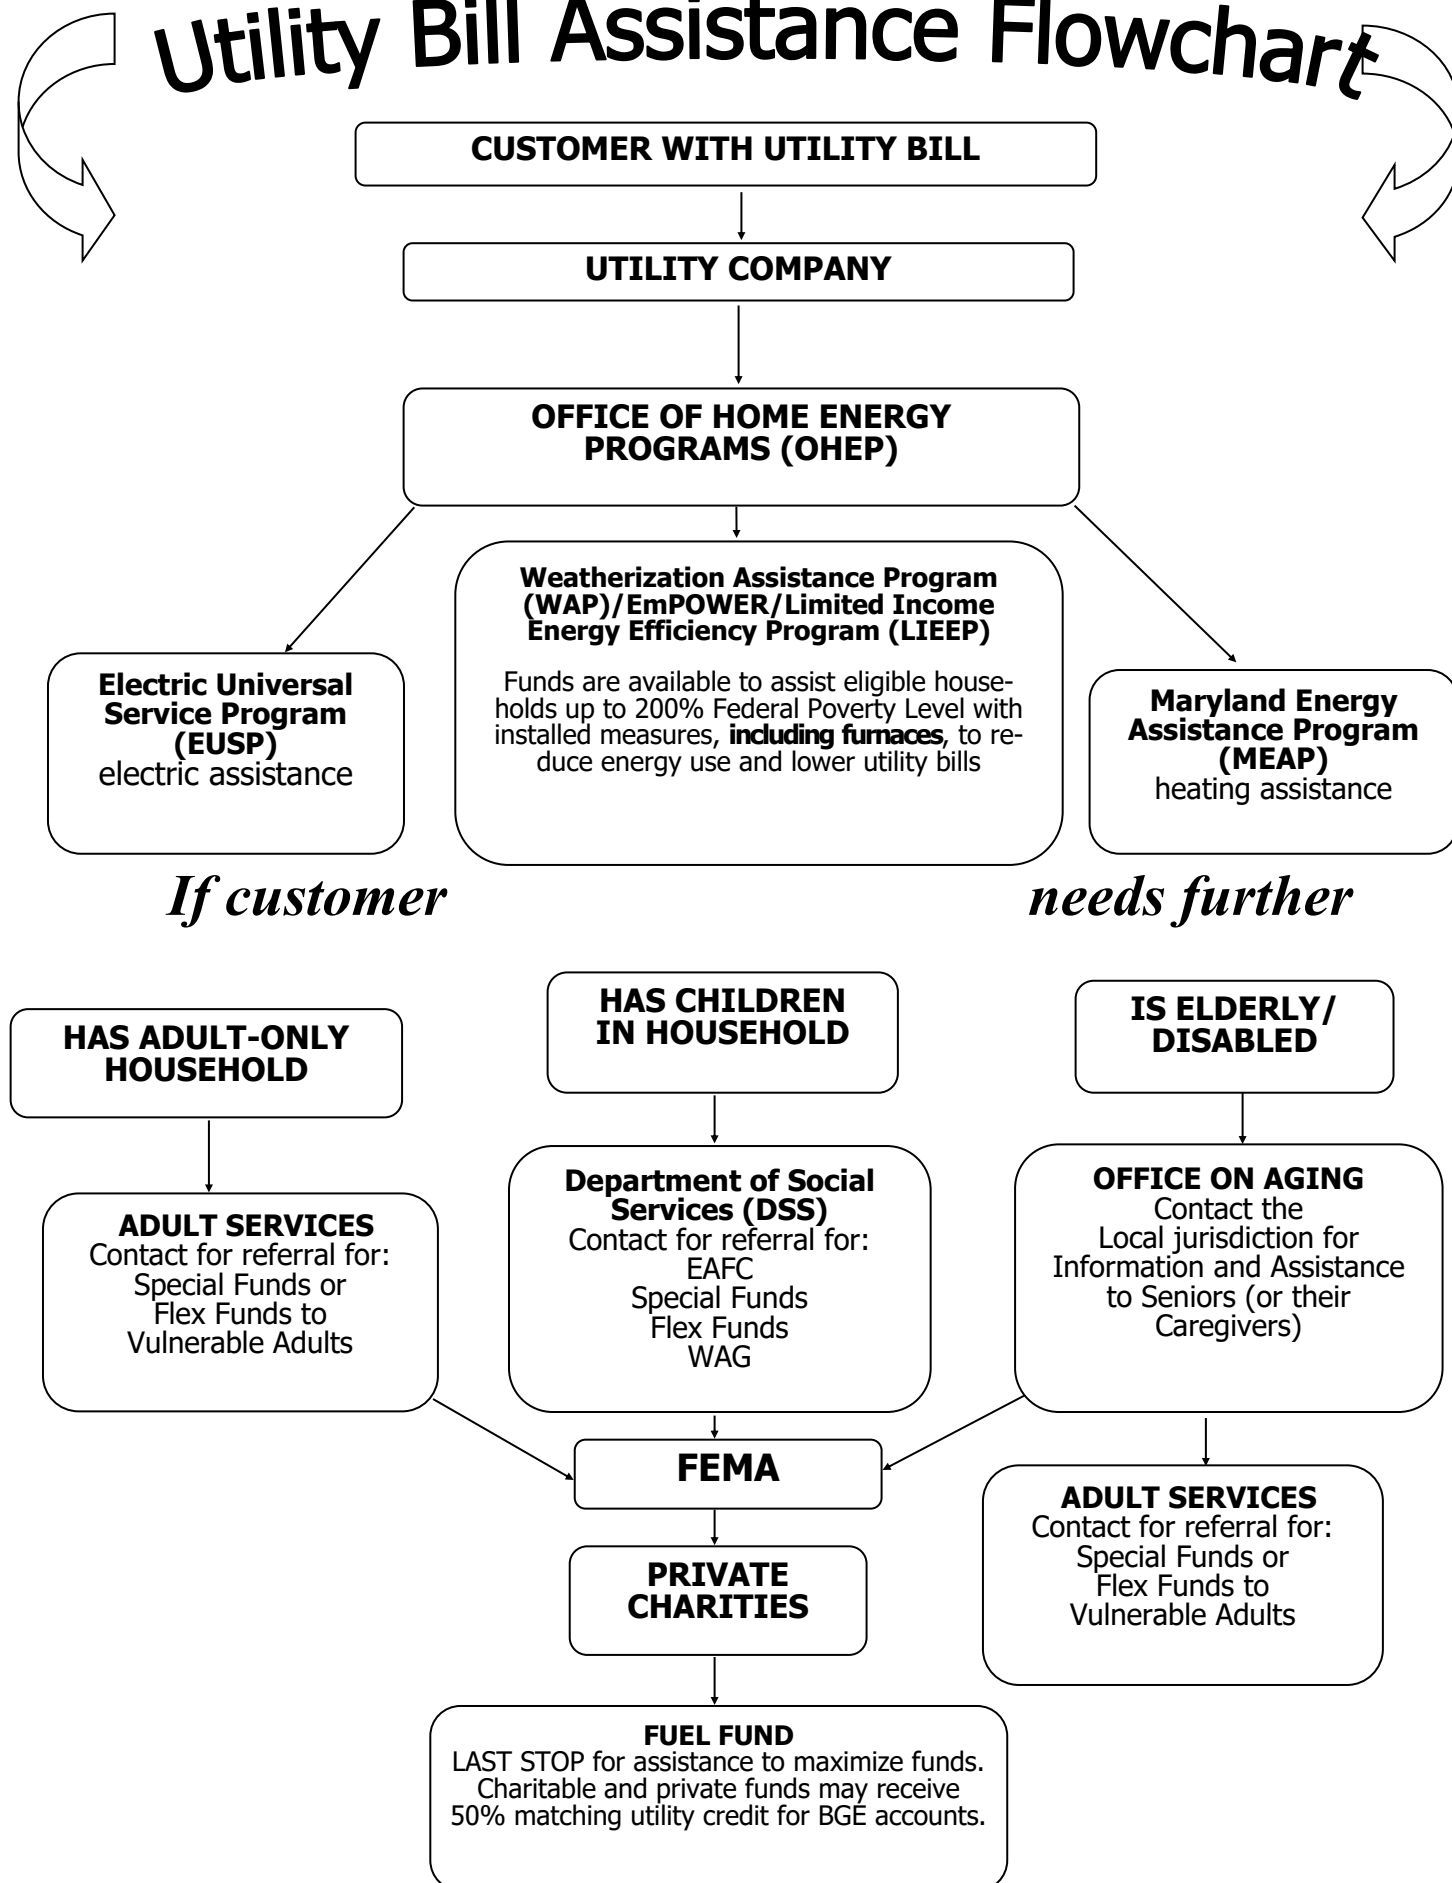 Utility Bill Assistance Flowchart
CUSTOMER WITH UTILITY BILL
UTILITY COMPANY
OFFICE OF HOME ENERGY
PROGRAMS (OHEP)
Electric Universal
Service Program
(EUSP)
electric assistance
Weatherization Assistance Program
(WAP)/EmPOWER/Limited Income
Energy Efficiency Program (LIEEP)
Funds are available to assist eligible house-
holds up to 200% Federal Poverty Level with
installed measures, including furnaces, to re-
duce energy use and lower utility bills
Maryland Energy
Assistance Program
(MEAP)
heating assistance
If customer needs further
HAS ADULT-ONLY
HOUSEHOLD
HAS CHILDREN
IN HOUSEHOLD
IS ELDERLY/
DISABLED
ADULT SERVICES
Contact for referral for:
Special Funds or
Flex Funds to
Vulnerable Adults
Department of Social
Services (DSS)
Contact for referral for:
EAFC
Special Funds
Flex Funds
WAG
OFFICE ON AGING
Contact the
Local jurisdiction for
Information and Assistance
to Seniors (or their
Caregivers)
FEMA
ADULT SERVICES
Contact for referral for:
Special Funds or
Flex Funds to
Vulnerable Adults
PRIVATE
CHARITIES
FUEL FUND
LAST STOP for assistance to maximize funds.
Charitable and private funds may receive
50% matching utility credit for BGE accounts.